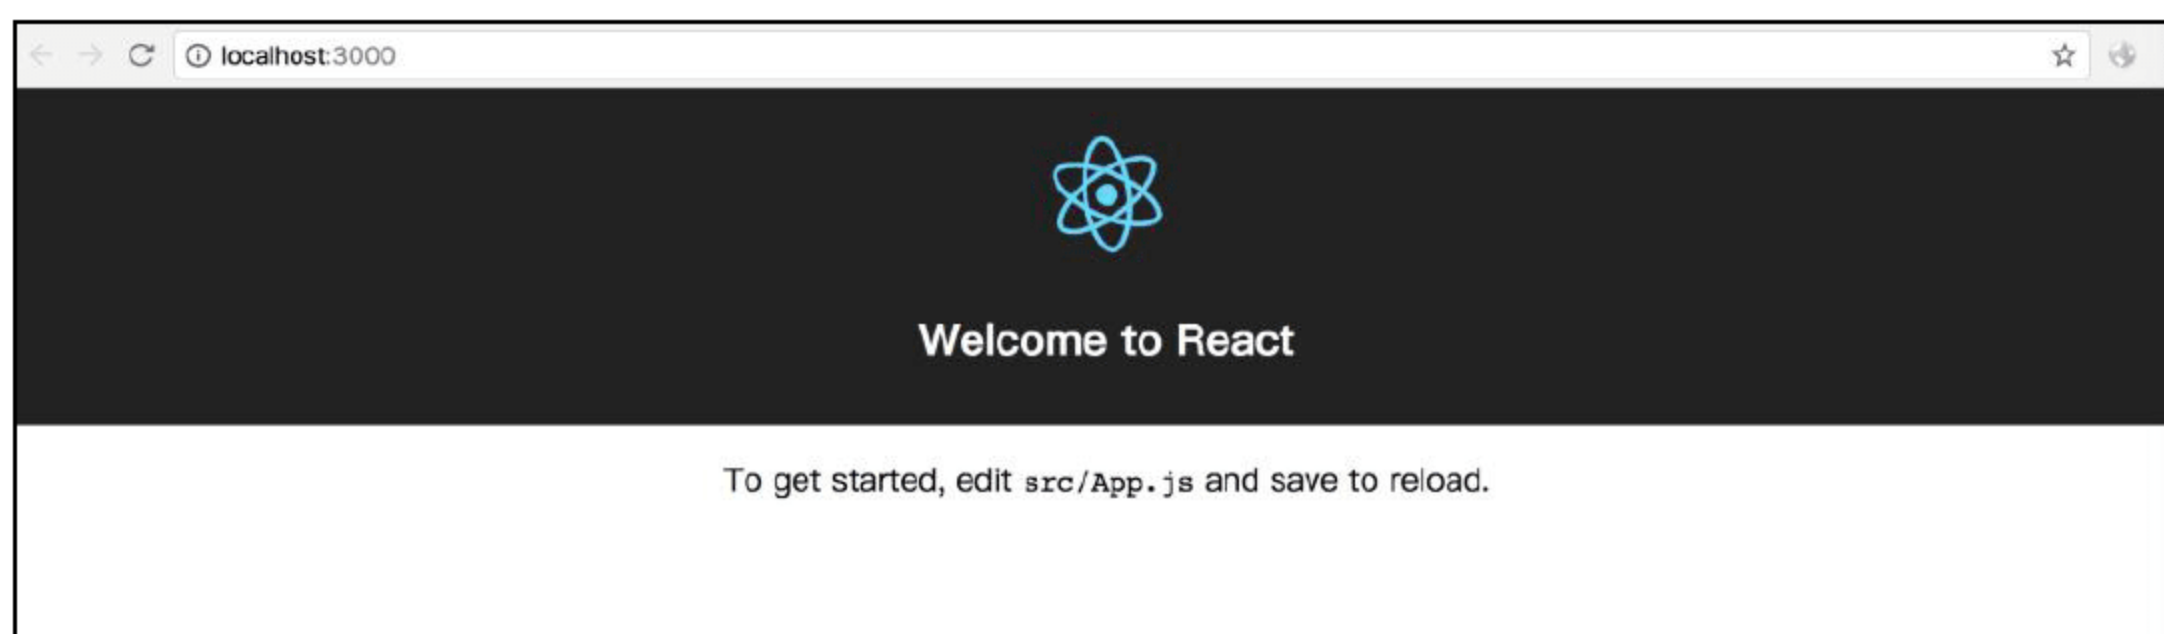 localhost:3000
Welcome to React
To get started, edit src/App.js and save to reload.